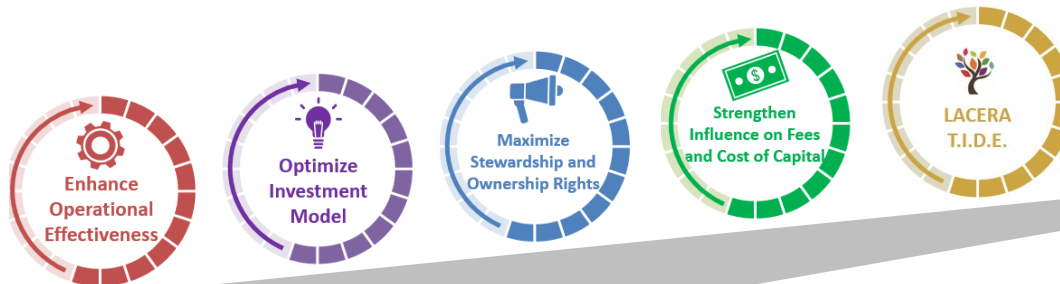 Enhance
Operational
Effectiveness
Optimize
Investment
Model
Maximize
Stewardship and
Ownership Rights
$
Strengthen
Influence on Fees
and Cost of Capital
LACERA
T.I.D.E.